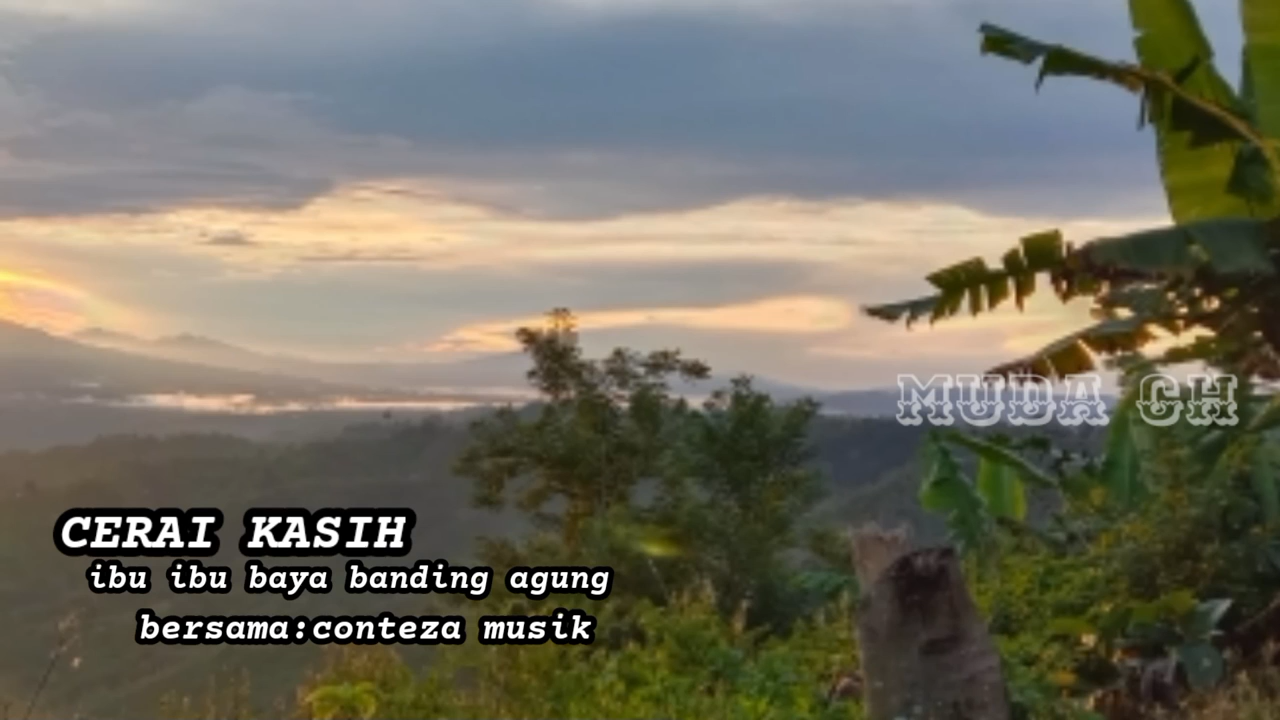 MUDA CH
CERAI KASIH
ibu ibu baya banding agung
bersama:conteza musik